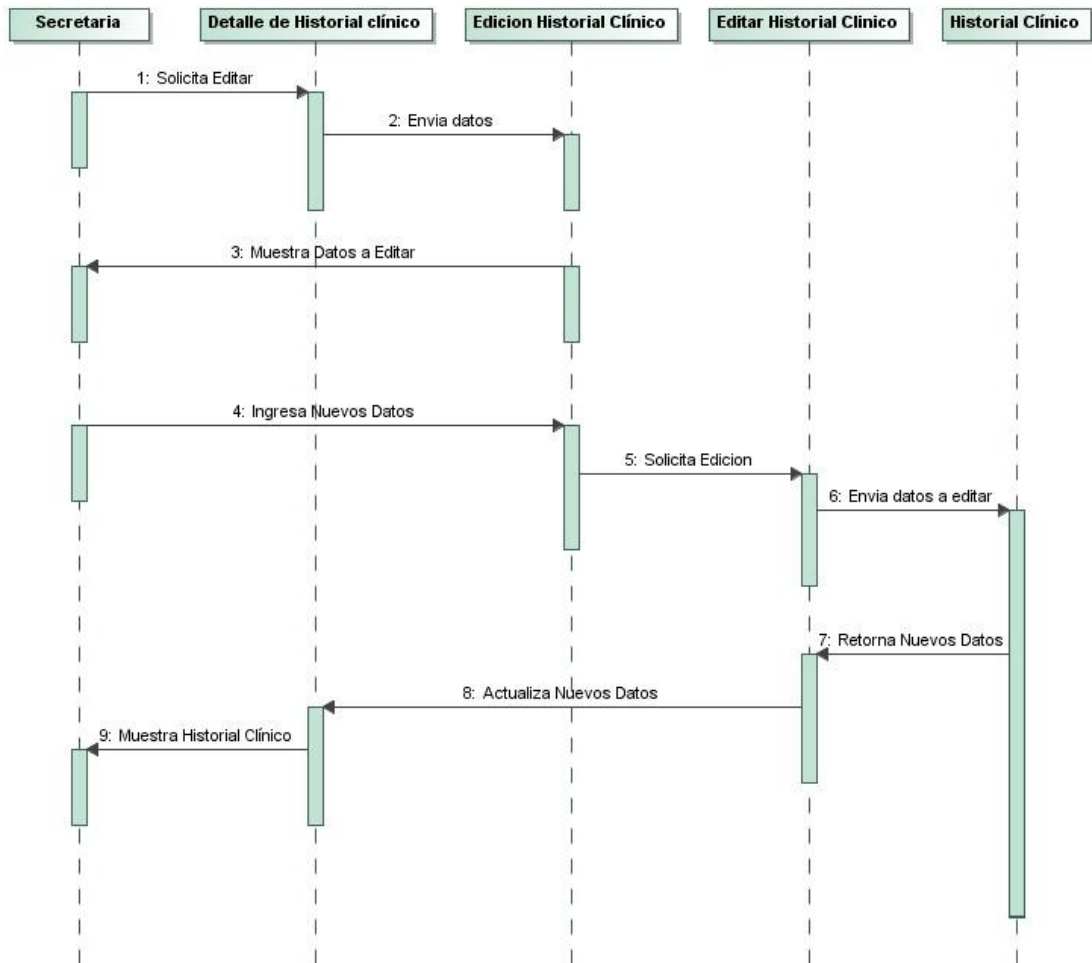 Secretaria
Detalle de Historial clínico
Edicion Historial Clínico
Editar Historial Clinico
Historial Clínico
1: Solicita Editar
2: Envia datos
3: Muestra Datos a Editar
4: Ingresa Nuevos Datos
5: Solicita Edicion
6: Envia datos a editar
7: Retorna Nuevos Datos
8: Actualiza Nuevos Datos
9: Muestra Historial Clínico